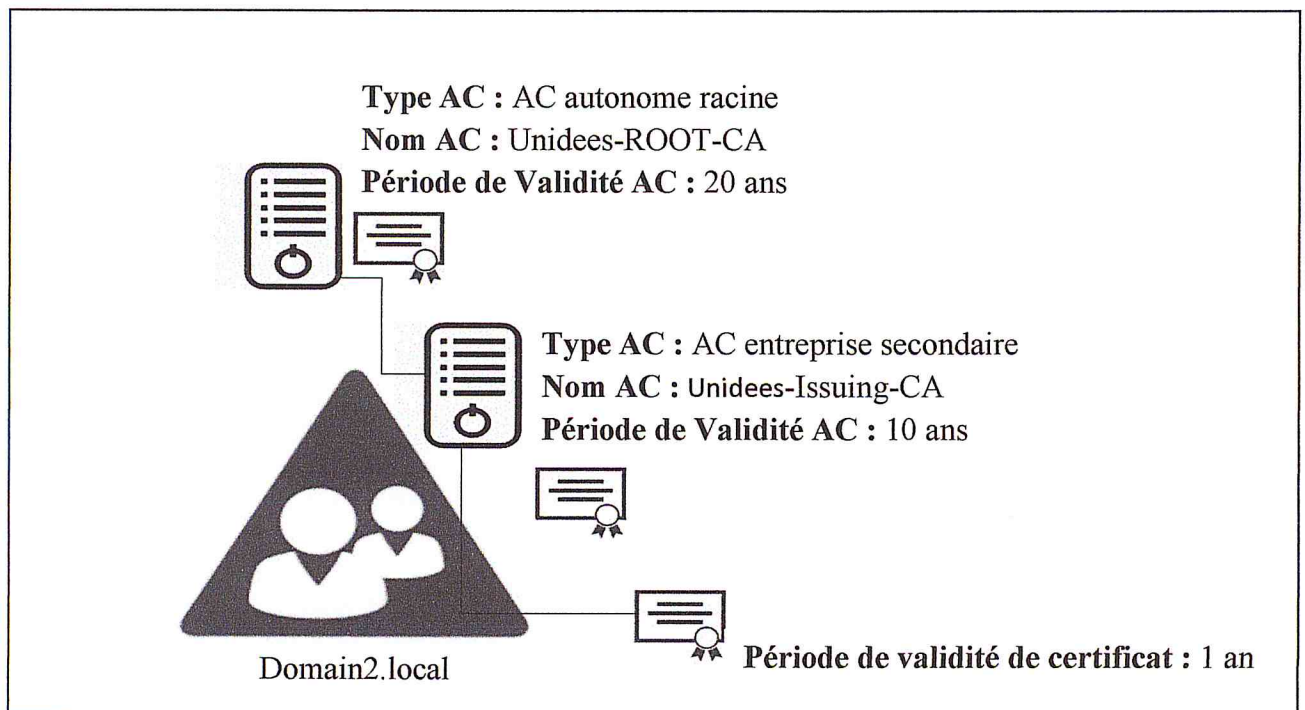 Type AC : AC autonome racine
Nom AC : Unidees-ROOT-CA
Période de Validité AC : 20 ans
Type AC : AC entreprise secondaire
Nom AC : Unidees-Issuing-CA
Période de Validité AC : 10 ans
Domain2.local
Période de validité de certificat : 1 an